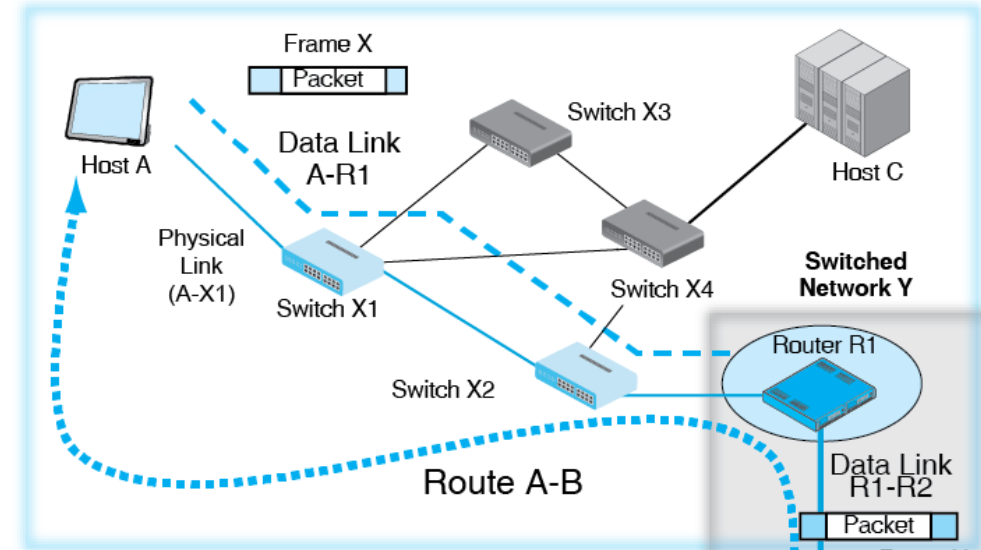 Frame X
Packet
Host A
Data Link
A-R1
Switch X3
Host C
Physical
Link
(A-X1)
Switch X1
Switch X4
Switched
Network Y
Switch X2
Router R1
Route A-B
Data Link
R1-R2
Packet